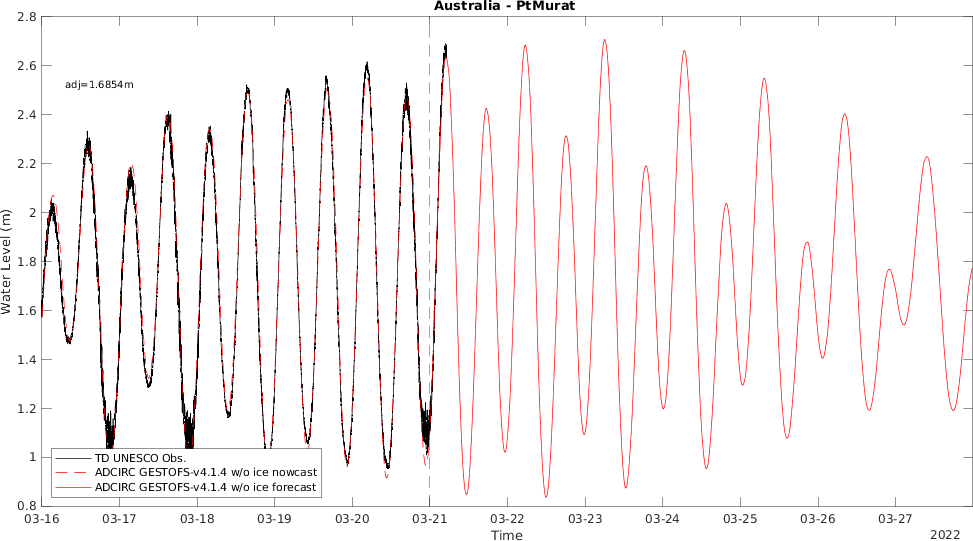 Australia - PtMurat
2.8
2.6
2.4
2.2
2
1.8
1.6
1.4
1.2
1
0.8
Water Level (m)
adj=1.6854m
TD UNESCO Obs.
ADCIRC GESTOFS-v4.1.4 w/o ice nowcast
ADCIRC GESTOFS-v4.1.4 w/o ice forecast
03-16 03-17 03-18 03-19 03-20 03-21 03-22 03-23 03-24 03-25 03-26 03-27
Time
2022